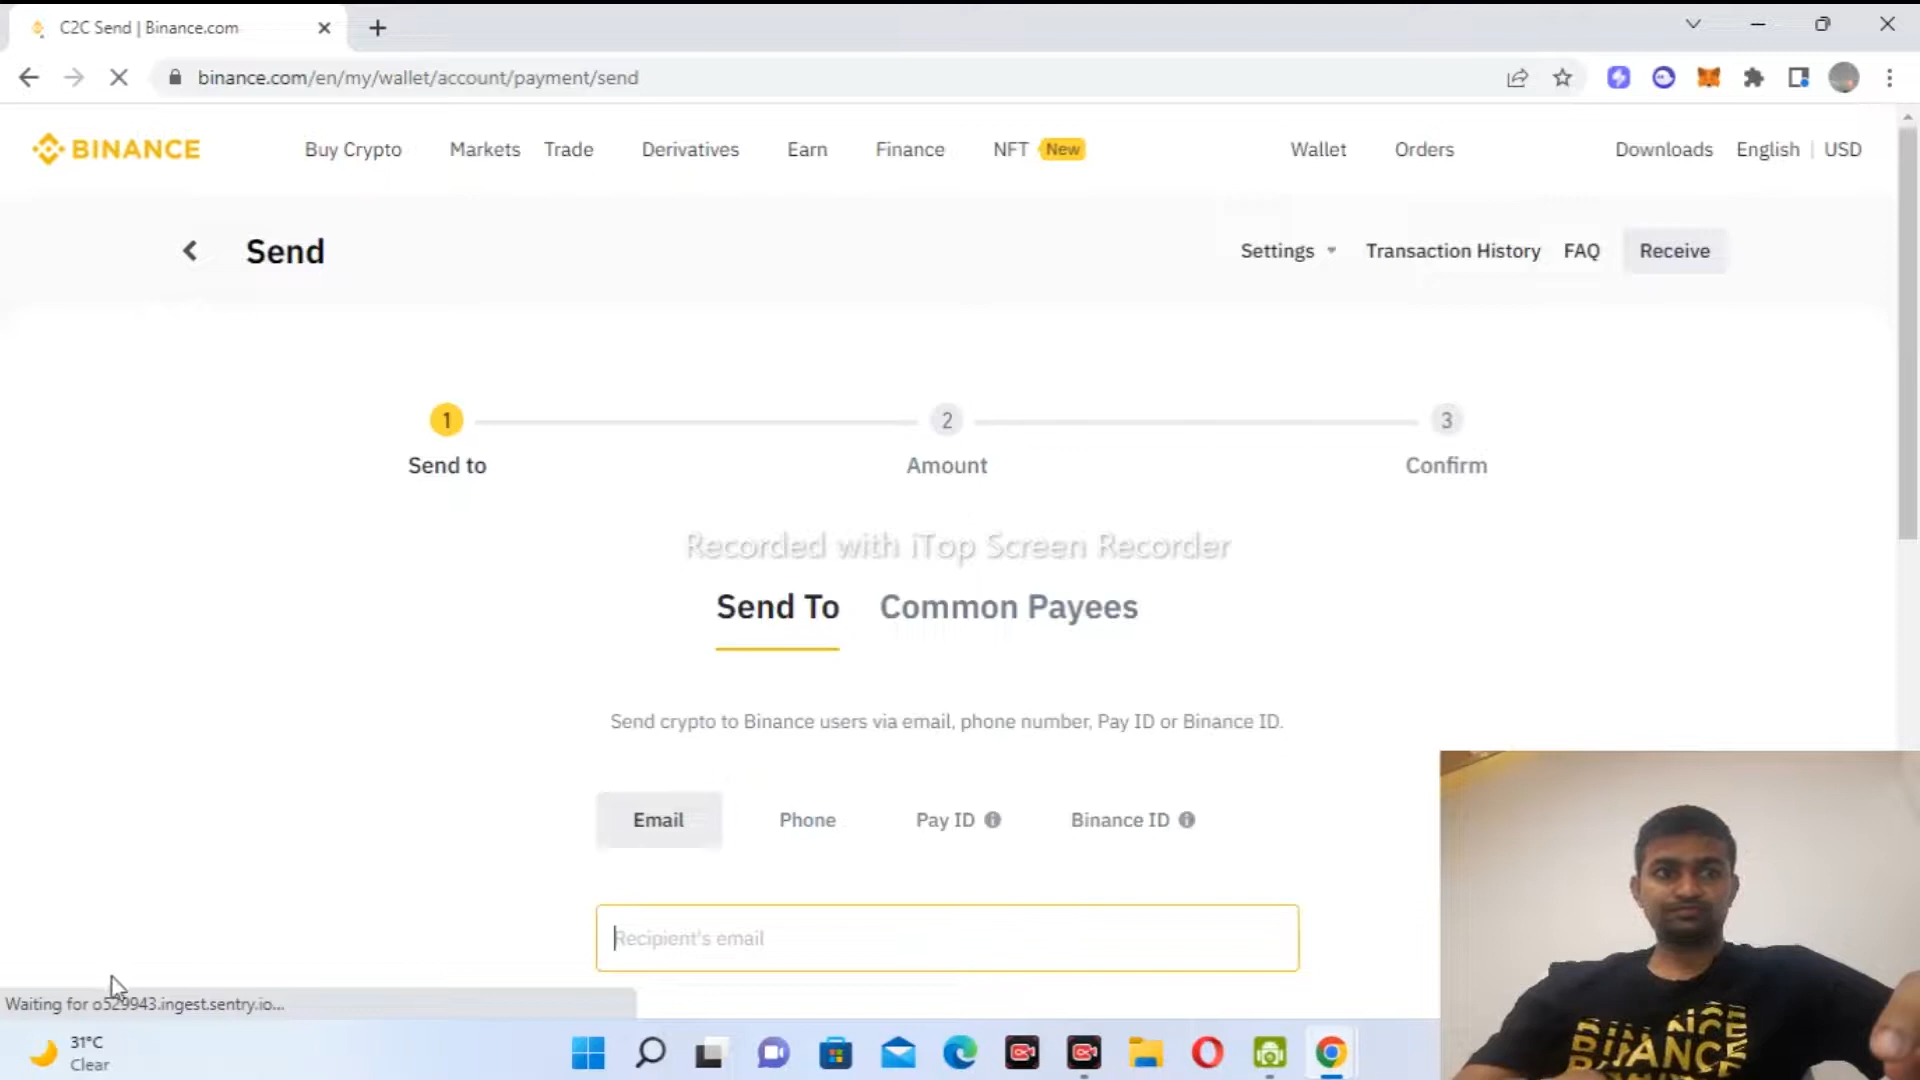 C2C Send | Binance.com
binance.com/en/my/wallet/account/payment/send
BINANCE
Buy Crypto Markets Trade Derivatives Earn Finance NFT New Wallet Orders Downloads English | USD
Send
Settings Transaction History FAQ Receive
1 2 3
Send to Amount Confirm
Recorded with iTop Screen Recorder
Send To Common Payees
Send crypto to Binance users via email, phone number, Pay ID or Binance ID.
Email Phone Pay ID Binance ID
Recipient's email
Waiting for o529943.ingest.sentry.io...
31°C
Clear
BINANCE